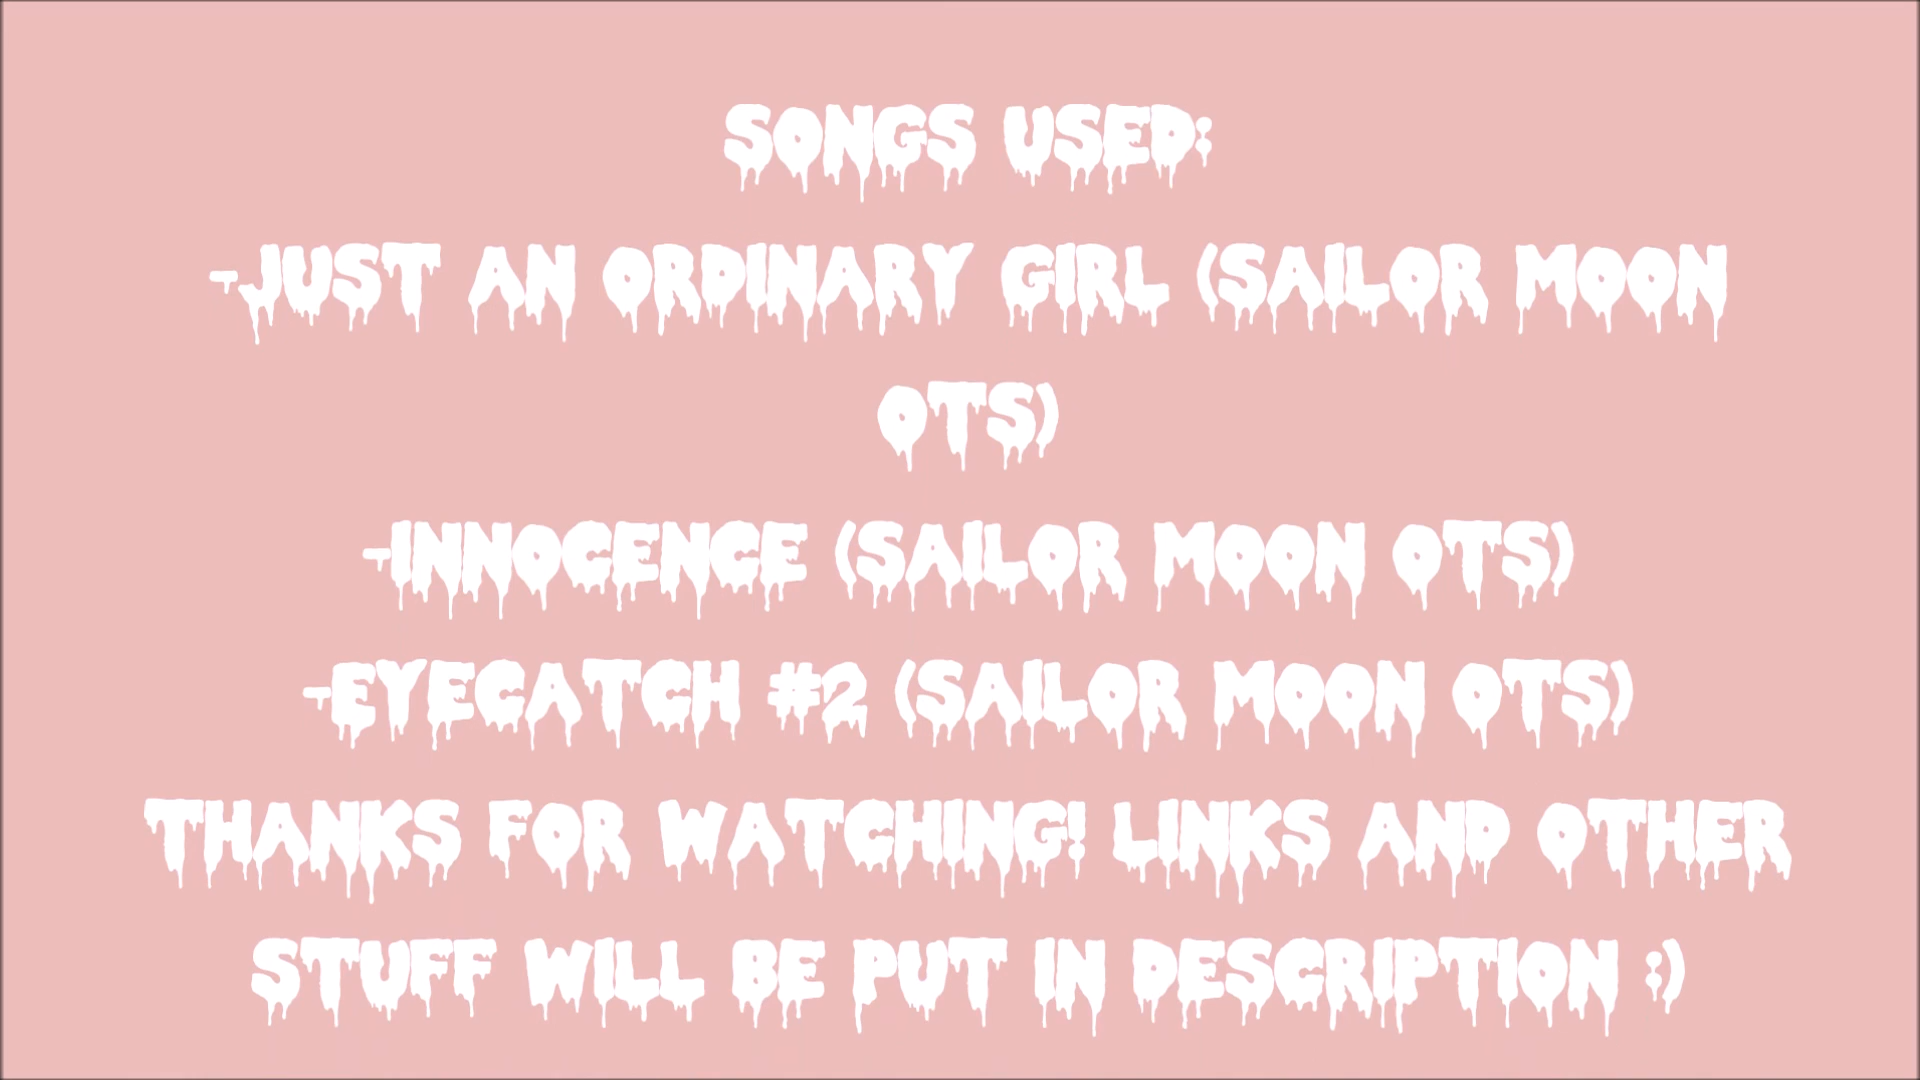 SONGS USED:
-JUST AN ORDINARY GIRL (SAILOR MOON
OTS)
-INNOCENCE (SAILOR MOON OTS)
-EYECATCH #2 (SAILOR MOON OTS)
THANKS FOR WATCHING! LINKS AND OTHER
STUFF WILL BE PUT IN DESCRIPTION :)